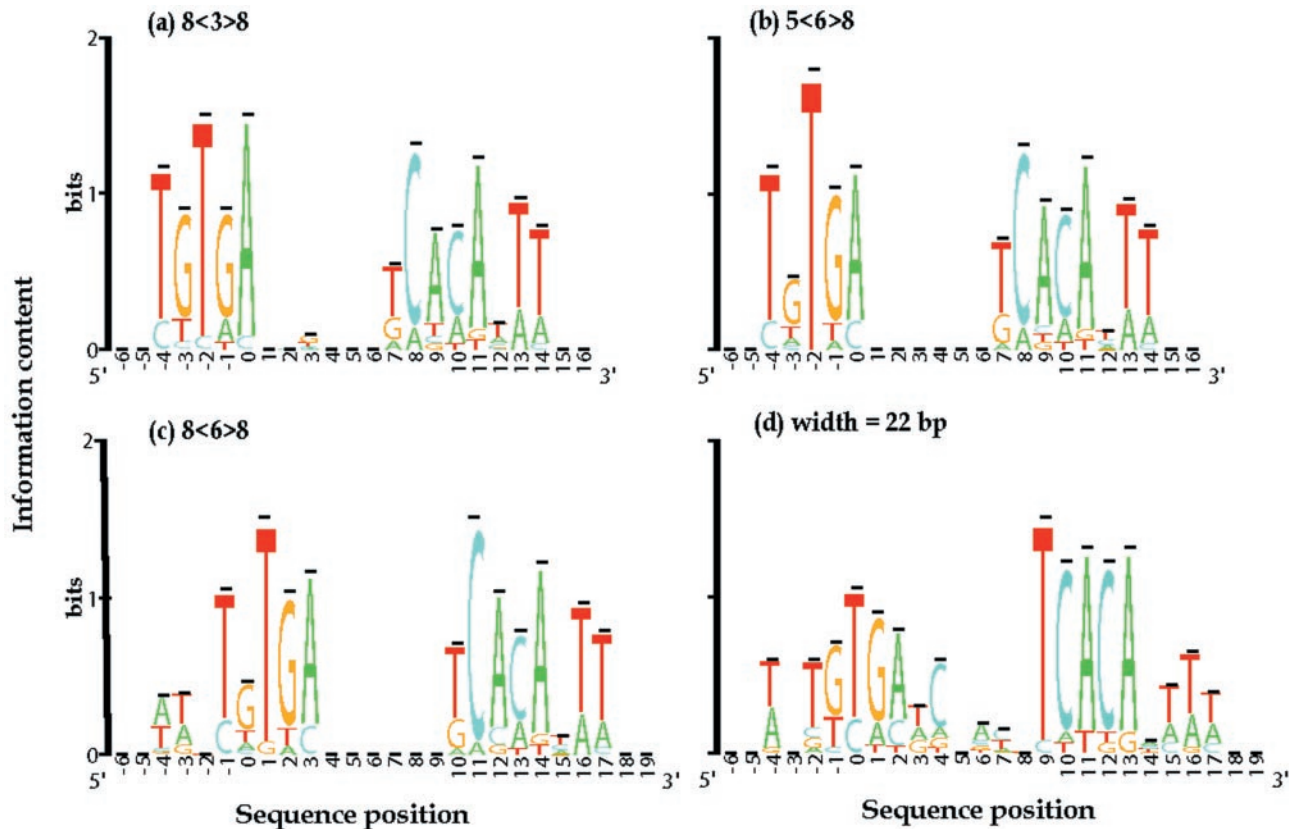 (a) 8<3>8
2
1
0
bits
T G T G A T C A C A T T
-6 -5 -4 -3 -2 -1 0 1 2 3 4 5 6 7 8 9 10 11 12 13 14 15 16
5' 3'
(b) 5<6>8
T G T G A T C A C A T T
-6 -5 -4 -3 -2 -1 0 1 2 3 4 5 6 7 8 9 10 11 12 13 14 15 16
5' 3'
Information content
(c) 8<6>8
2
1
0
bits
A T T G T G A T C A C A T T
-6 -5 -4 -3 -2 -1 0 1 2 3 4 5 6 7 8 9 10 11 12 13 14 15 16 17 18 19
5' 3'
Sequence position
(d) width = 22 bp
T T G T G A T C A T T C A C A T T T
-6 -5 -4 -3 -2 -1 0 1 2 3 4 5 6 7 8 9 10 11 12 13 14 15 16 17 18 19
5' 3'
Sequence position